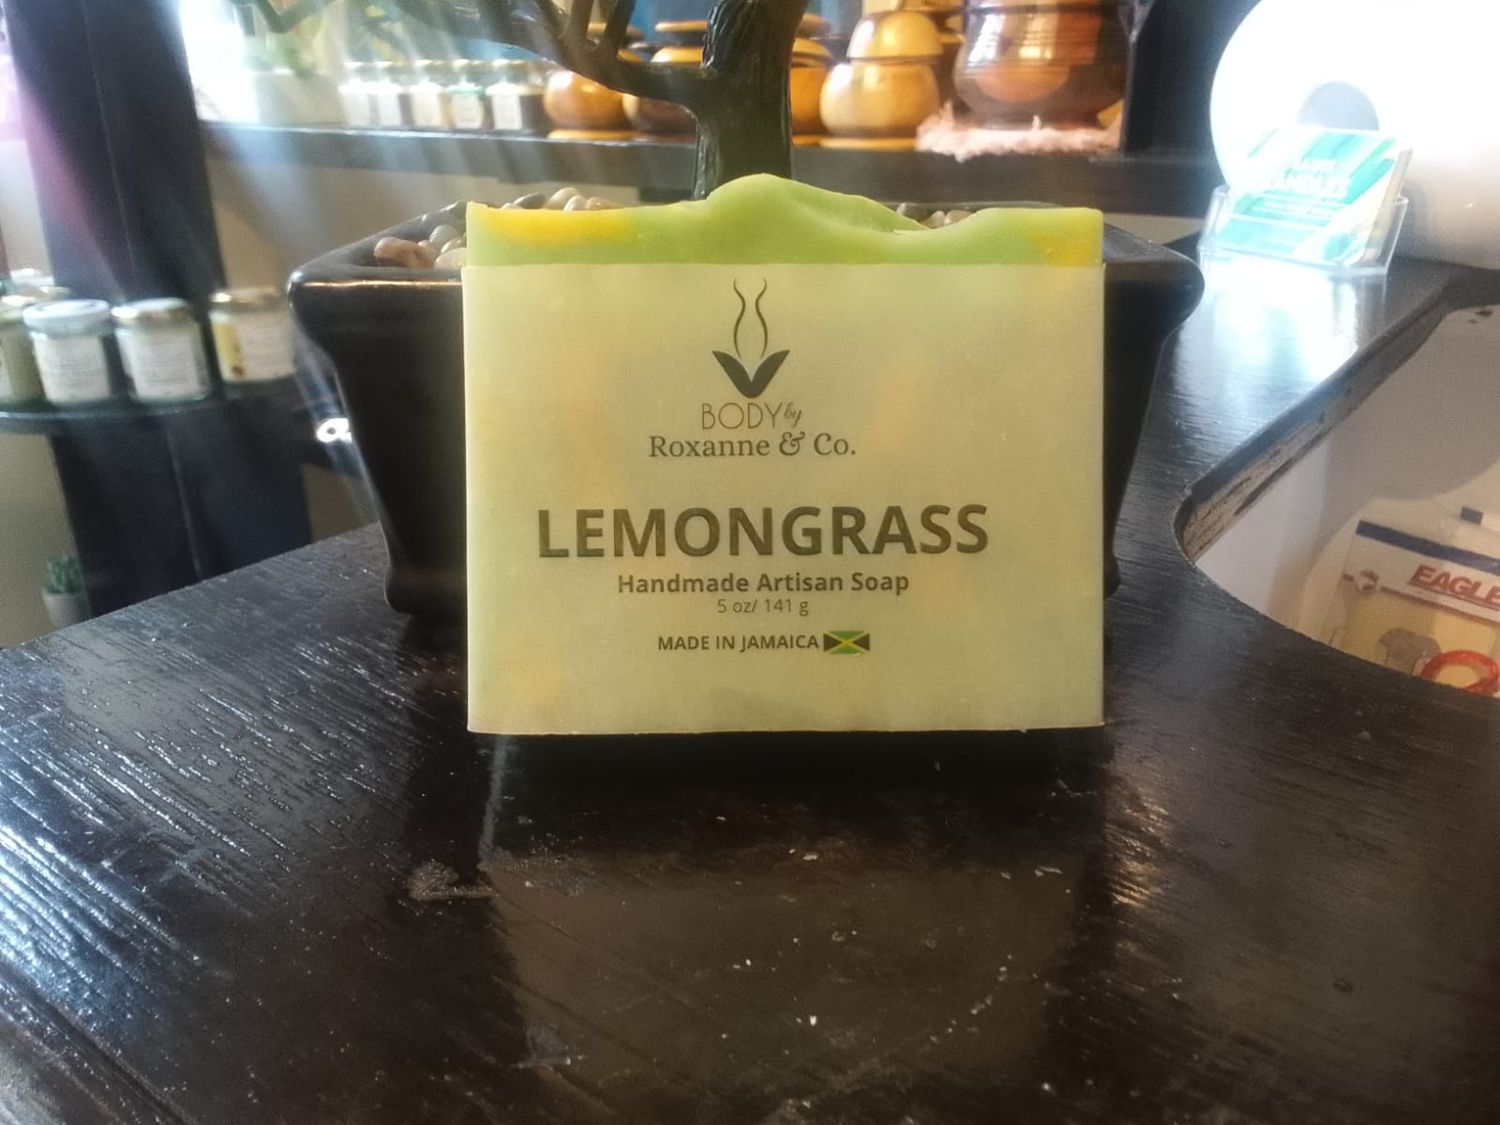 BODY by
Roxanne & Co.
LEMONGRASS
Handmade Artisan Soap
5 oz/ 141 g
MADE IN JAMAICA
EAGLE